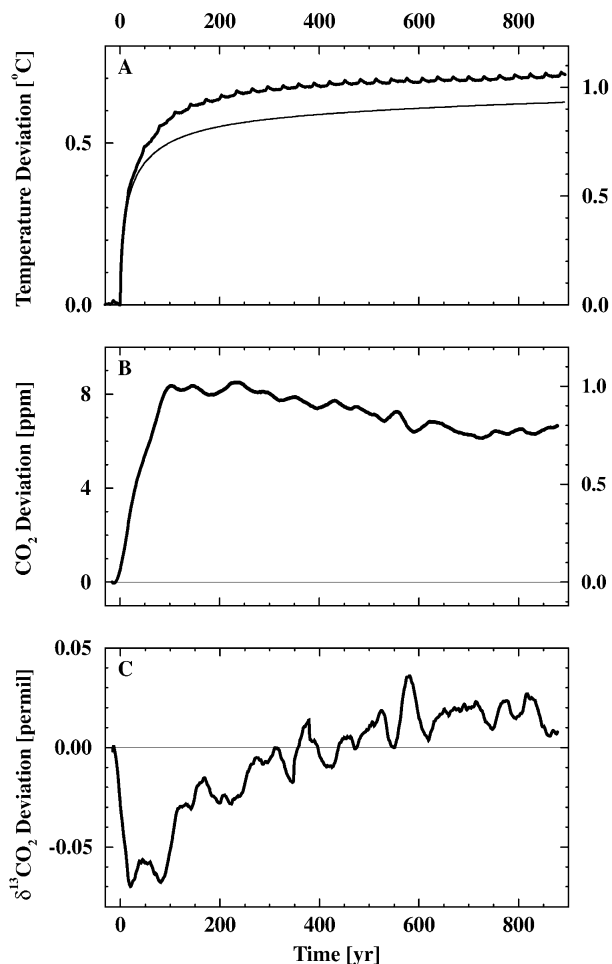 0 200 400 600 800
A
Temperature Deviation [°C]
0.5
0.0
1.0
0.5
0.0
B
CO₂ Deviation [ppm]
8
4
0
1.0
0.5
0.0
C
δ¹³CO₂ Deviation [permil]
0.05
0.00
-0.05
0 200 400 600 800
Time [yr]